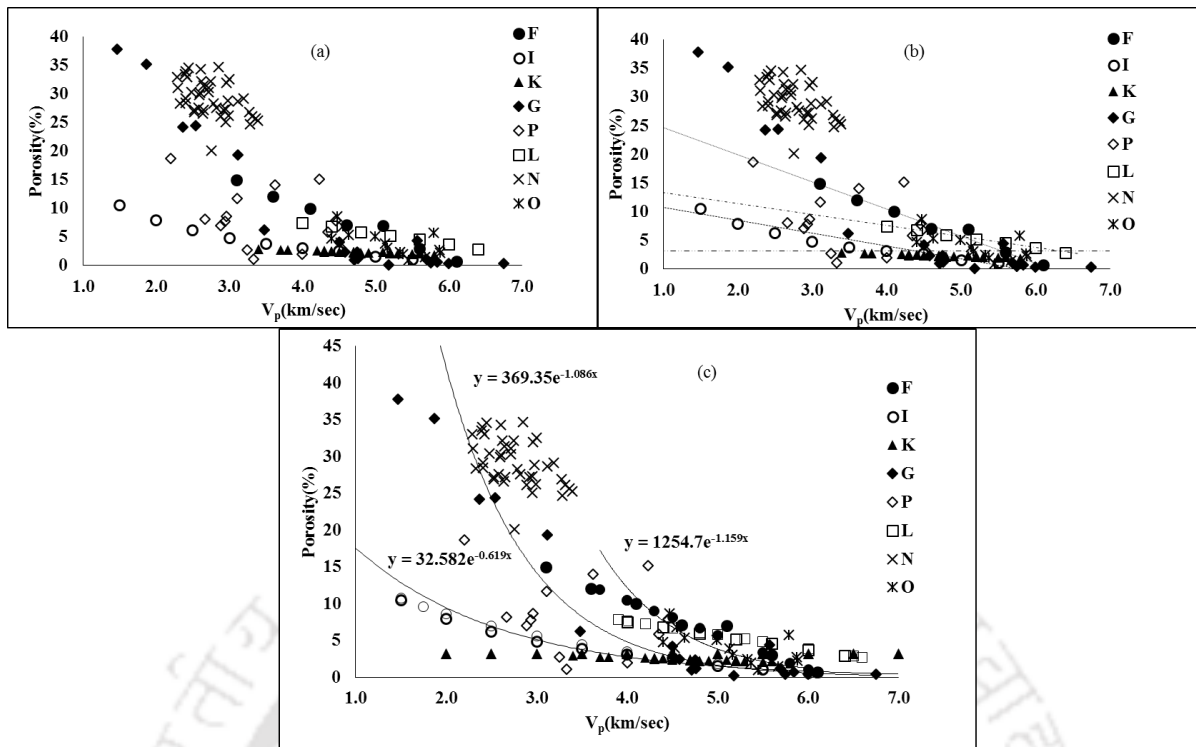 (a)
Porosity(%)
40
35
30
25
20
15
10
5
0
1.0 2.0 3.0 4.0 5.0 6.0 7.0
Vp(km/sec)
F
I
K
G
P
L
N
O
(b)
Porosity(%)
40
35
30
25
20
15
10
5
0
1.0 2.0 3.0 4.0 5.0 6.0 7.0
Vp(km/sec)
F
I
K
G
P
L
N
O
(c)
Porosity(%)
45
40
35
30
25
20
15
10
5
0
y = 369.35e-1.086x
y = 32.582e-0.619x
y = 1254.7e-1.159x
1.0 2.0 3.0 4.0 5.0 6.0 7.0
Vp(km/sec)
F
I
K
G
P
L
N
O